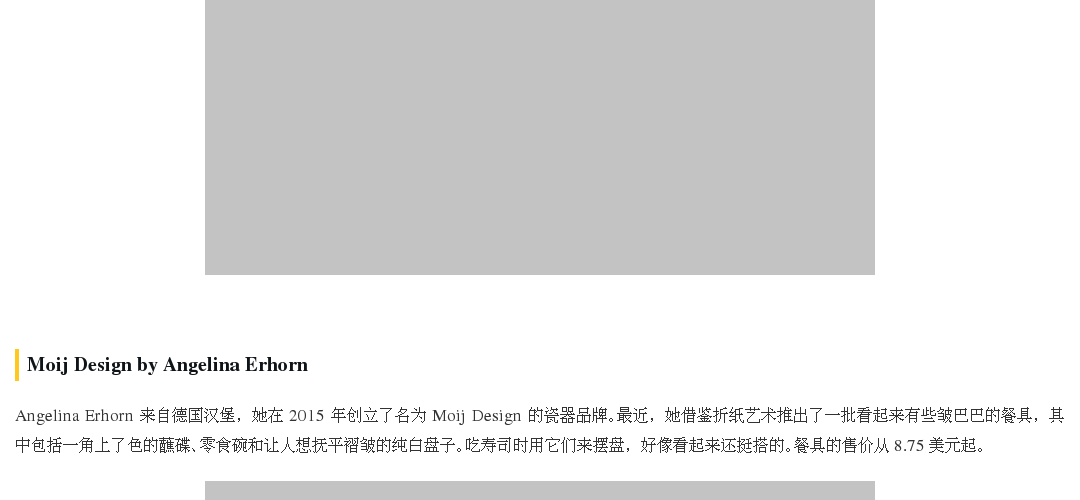 Moij Design by Angelina Erhorn
Angelina Erhorn 来自德国汉堡，她在 2015 年创立了名为 Moij Design 的瓷器品牌。最近，她借鉴折纸艺术推出了一批看起来有些皱巴巴的餐具，其
中包括一角上了色的蘸碟、零食碗和让人想抚平褶皱的纯白盘子。吃寿司时用它们来摆盘，好像看起来还挺搭的。餐具的售价从 8.75 美元起。